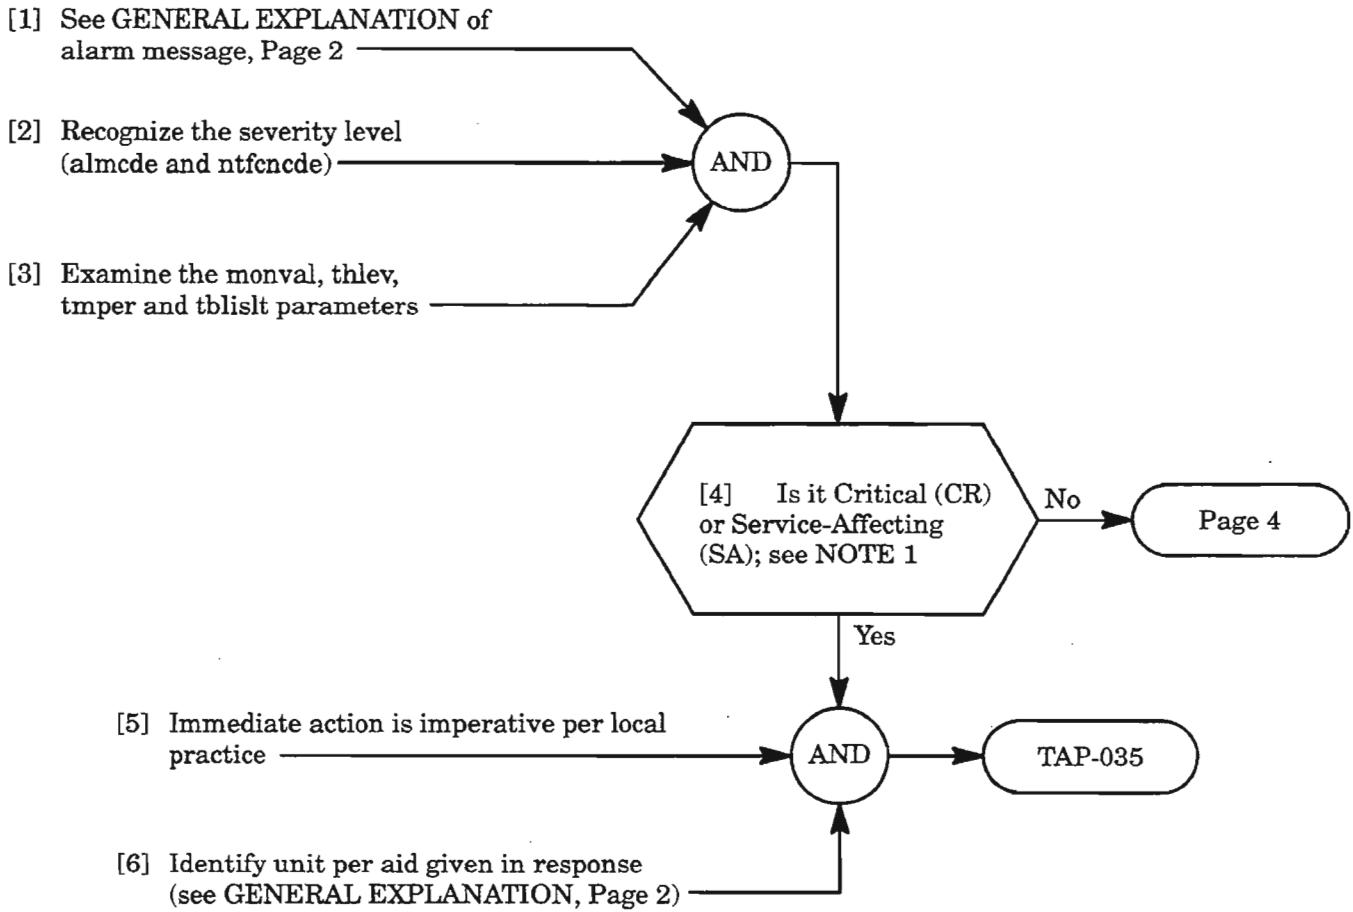 [1] See GENERAL EXPLANATION of
alarm message, Page 2
[2] Recognize the severity level
(almcde and ntfcncde)
AND
[3] Examine the monval, thlev,
tmper and tblislt parameters
[4] Is it Critical (CR)
or Service-Affecting
(SA); see NOTE 1
No
Page 4
Yes
[5] Immediate action is imperative per local
practice
AND
TAP-035
[6] Identify unit per aid given in response
(see GENERAL EXPLANATION, Page 2)